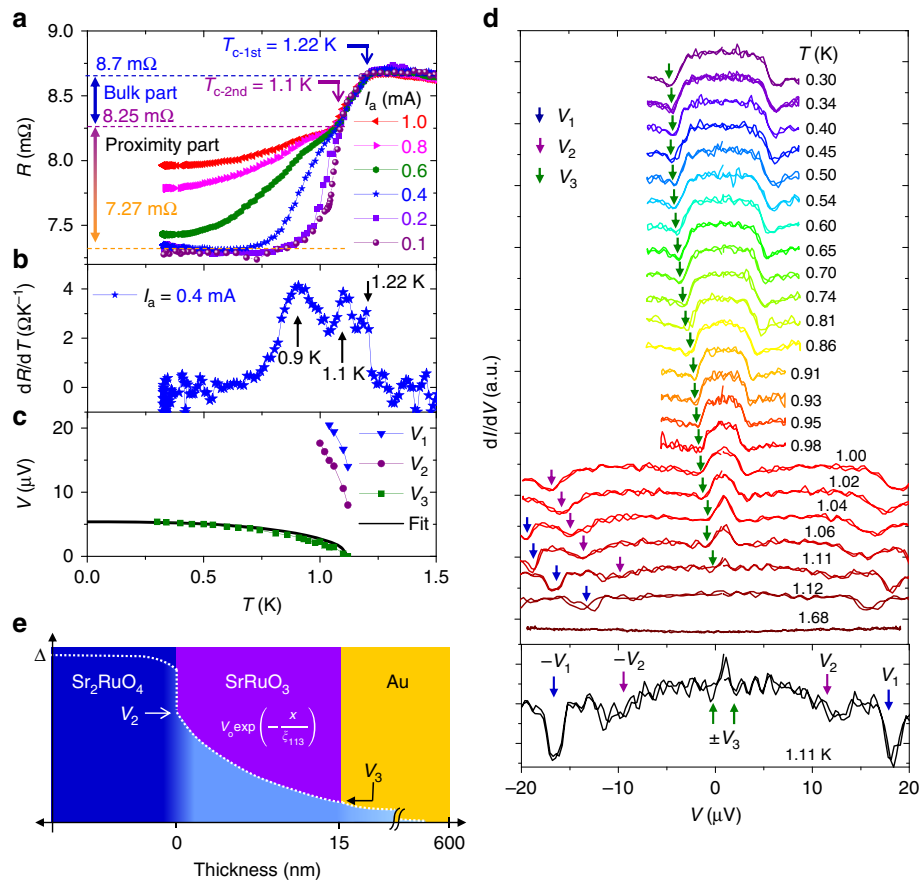 a
9.0
8.5
8.0
7.5
R (mΩ)
T_c-1st = 1.22 K
8.7 mΩ
T_c-2nd = 1.1 K
Bulk part
8.25 mΩ
Proximity part
7.27 mΩ
I_a (mA)
1.0
0.8
0.6
0.4
0.2
0.1
b
4
2
0
dR/dT (ΩK⁻¹)
I_a = 0.4 mA
1.22 K
0.9 K
1.1 K
c
20
10
0
V (μV)
V_1
V_2
V_3
Fit
0.0 0.5 1.0 1.5
T (K)
d
dI/dV (a.u.)
V_1
V_2
V_3
T (K)
0.30
0.34
0.40
0.45
0.50
0.54
0.60
0.65
0.70
0.74
0.81
0.86
0.91
0.93
0.95
0.98
1.00
1.02
1.04
1.06
1.11
1.12
1.68
−V_1
−V_2
V_2
V_1
±V_3
1.11 K
−20 −10 0 10 20
V (μV)
e
Δ
Sr₂RuO₄
SrRuO₃
Au
V_2
V_o exp(−x/ξ_113)
V_3
0 15 600
Thickness (nm)